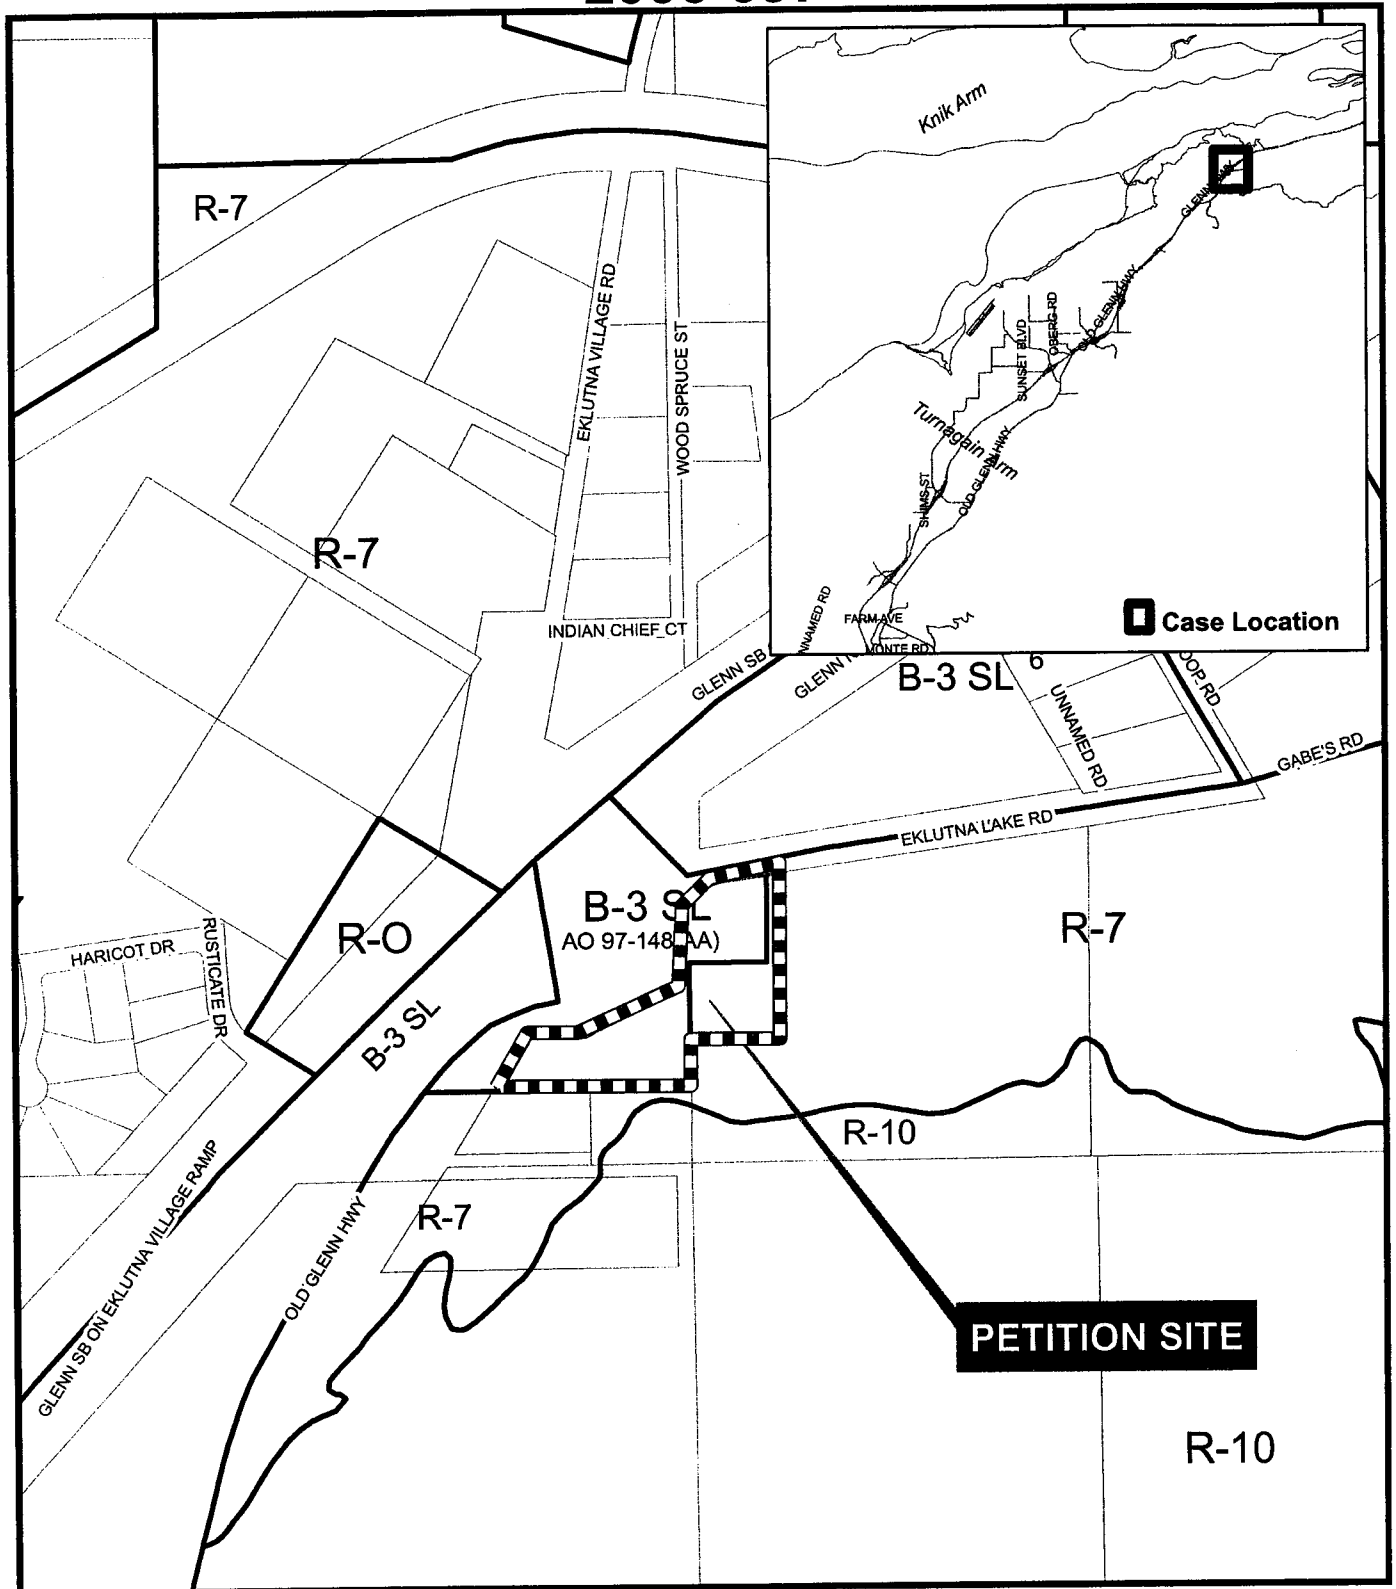 Knik Arm
GLENN HWY
OLD GLENN HWY
SUNSET BLVD
OBERG RD
Turnagain Arm
OLD GLENN HWY
FARM AVE
MONTE RD
Case Location
R-7
EKLUTNA VILLAGE RD
WOOD SPRUCE ST
R-7
INDIAN CHIEF CT
GLENN SB
GLENN
B-3 SL
6
UNNAMED RD
GABE'S RD
EKLUTNA LAKE RD
B-3 SL
AO 97-148(AA)
R-O
R-7
HARICOT DR
RUSTICATE DR
B-3 SL
R-10
R-7
GLENN SB ON EKLUTNA VILLAGE RAMP
OLD GLENN HWY
PETITION SITE
R-10